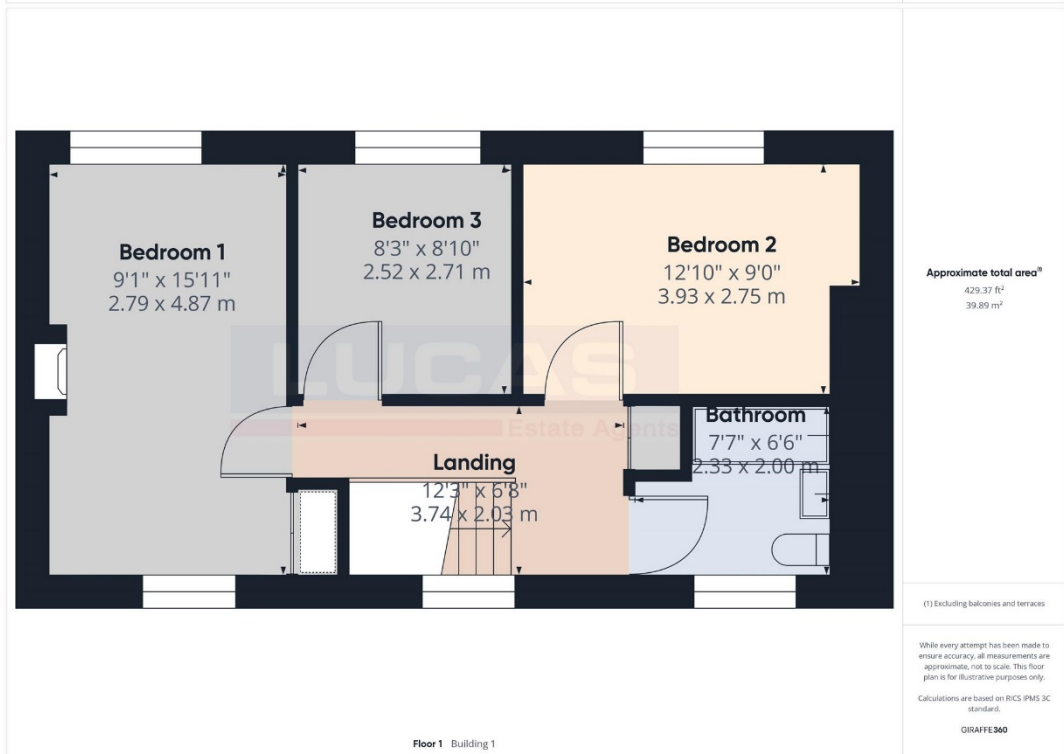 Bedroom 1
9'1" x 15'11"
2.79 x 4.87 m
Bedroom 3
8'3" x 8'10"
2.52 x 2.71 m
Bedroom 2
12'10" x 9'0"
3.93 x 2.75 m
LUCAS
Estate Agents
Landing
12'3" x 6'8"
3.74 x 2.03 m
Bathroom
7'7" x 6'6"
2.33 x 2.00 m
Approximate total area⁽¹⁾
429.37 ft²
39.89 m²
(1) Excluding balconies and terraces
While every attempt has been made to
ensure accuracy, all measurements are
approximate, not to scale. This floor
plan is for illustrative purposes only.
Calculations are based on RICS IPMS 3C
standard.
GIRAFFE360
Floor 1 Building 1